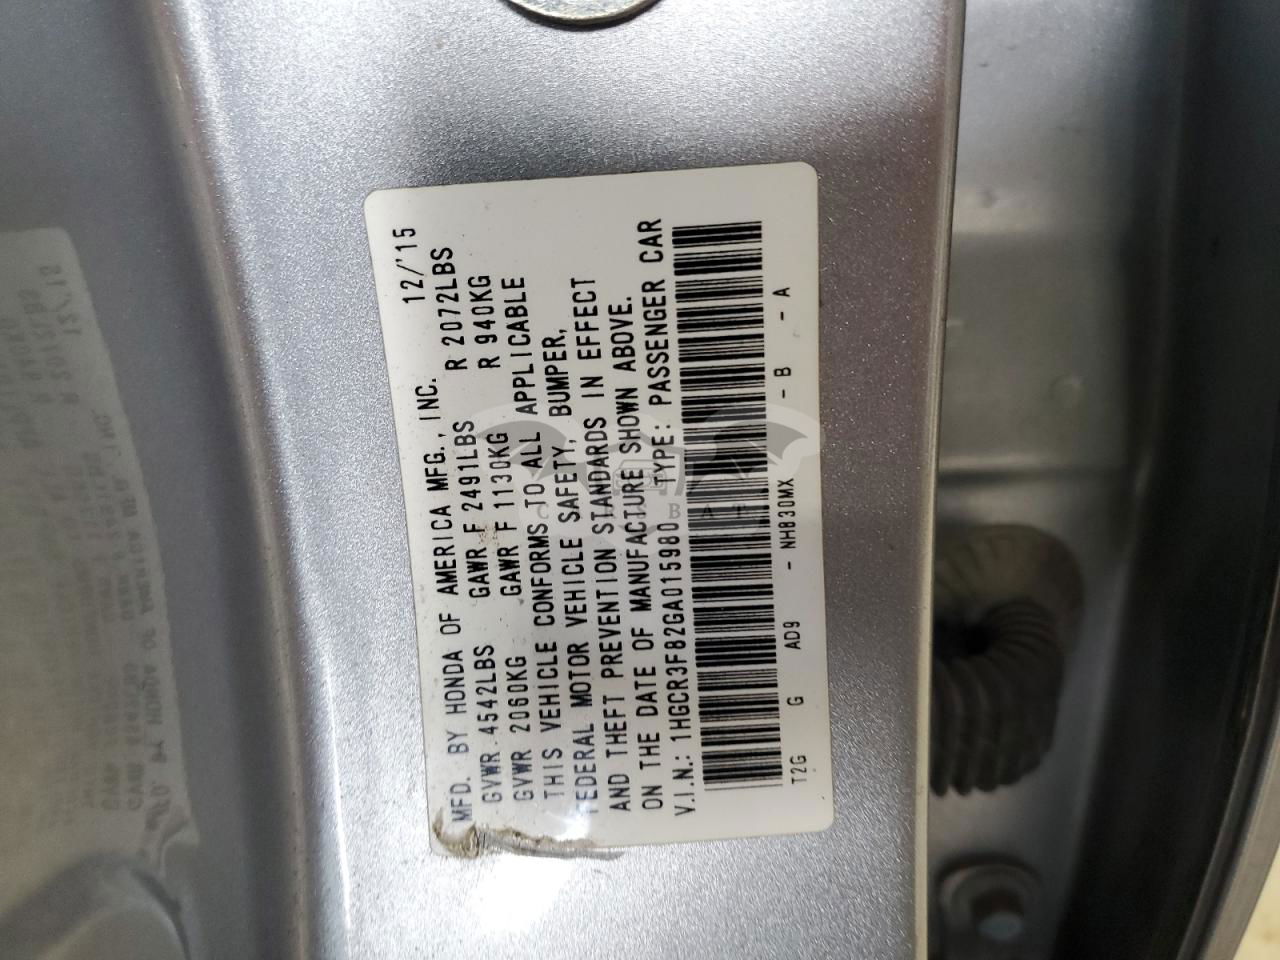 MFD. BY HONDA OF AMERICA MFG., INC. 12/'15
GVWR 4542LBS GAWR F 2491LBS R 2072LBS
GVWR 2060KG GAWR F 1130KG R 940KG
THIS VEHICLE CONFORMS TO ALL APPLICABLE
FEDERAL MOTOR VEHICLE SAFETY, BUMPER,
AND THEFT PREVENTION STANDARDS IN EFFECT
ON THE DATE OF MANUFACTURE SHOWN ABOVE.
V.I.N.: 1HGCR3F82GA015980 TYPE: PASSENGER CAR
T2G G AD9 - NH830MX - B - A